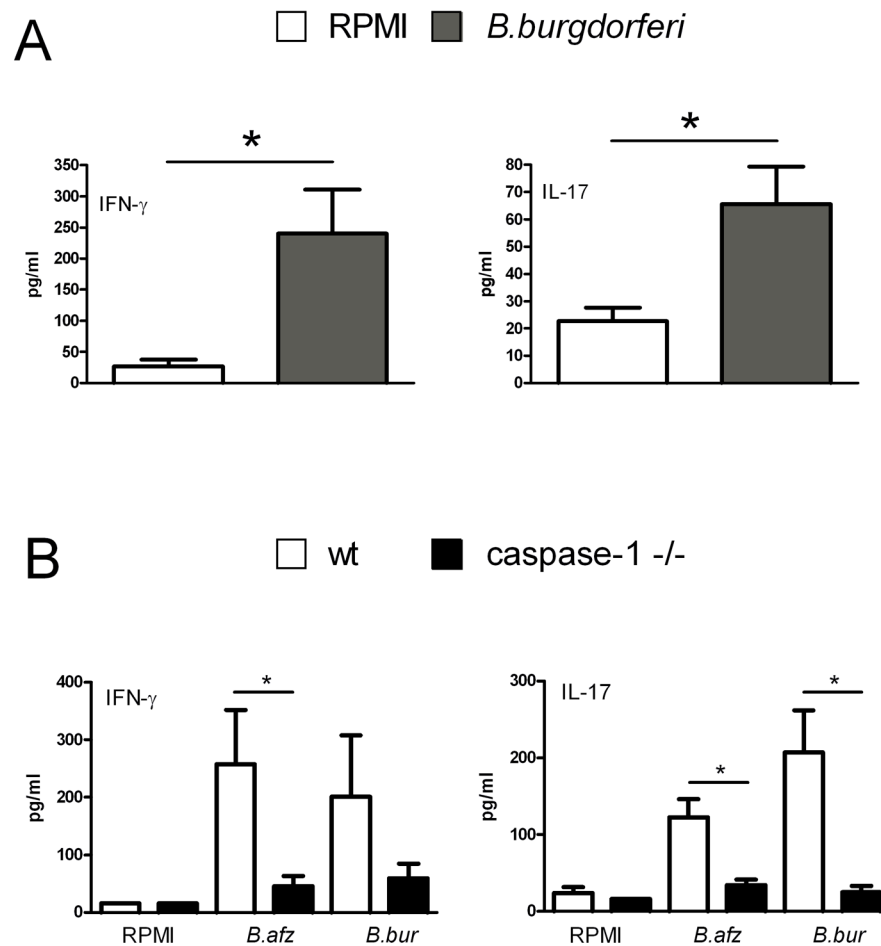 A
RPMI B.burgdorferi
*
350
300
250
200
150
100
50
0
pg/ml
IFN-γ
*
80
70
60
50
40
30
20
10
0
pg/ml
IL-17
B
wt caspase-1 -/-
400
300
200
100
0
pg/ml
IFN-γ
*
RPMI B.afz B.bur
300
200
100
0
pg/ml
IL-17
*
*
RPMI B.afz B.bur